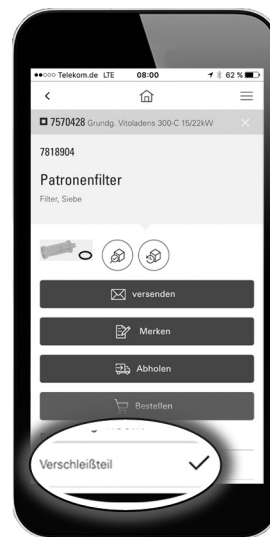 Telekom.de LTE 08:00 62 %
7570428 Grundg. Vitoladens 300-C 15/22kW
7818904
Patronenfilter
Filter, Siebe
versenden
Merken
Abholen
Bestellen
Verschleißteil